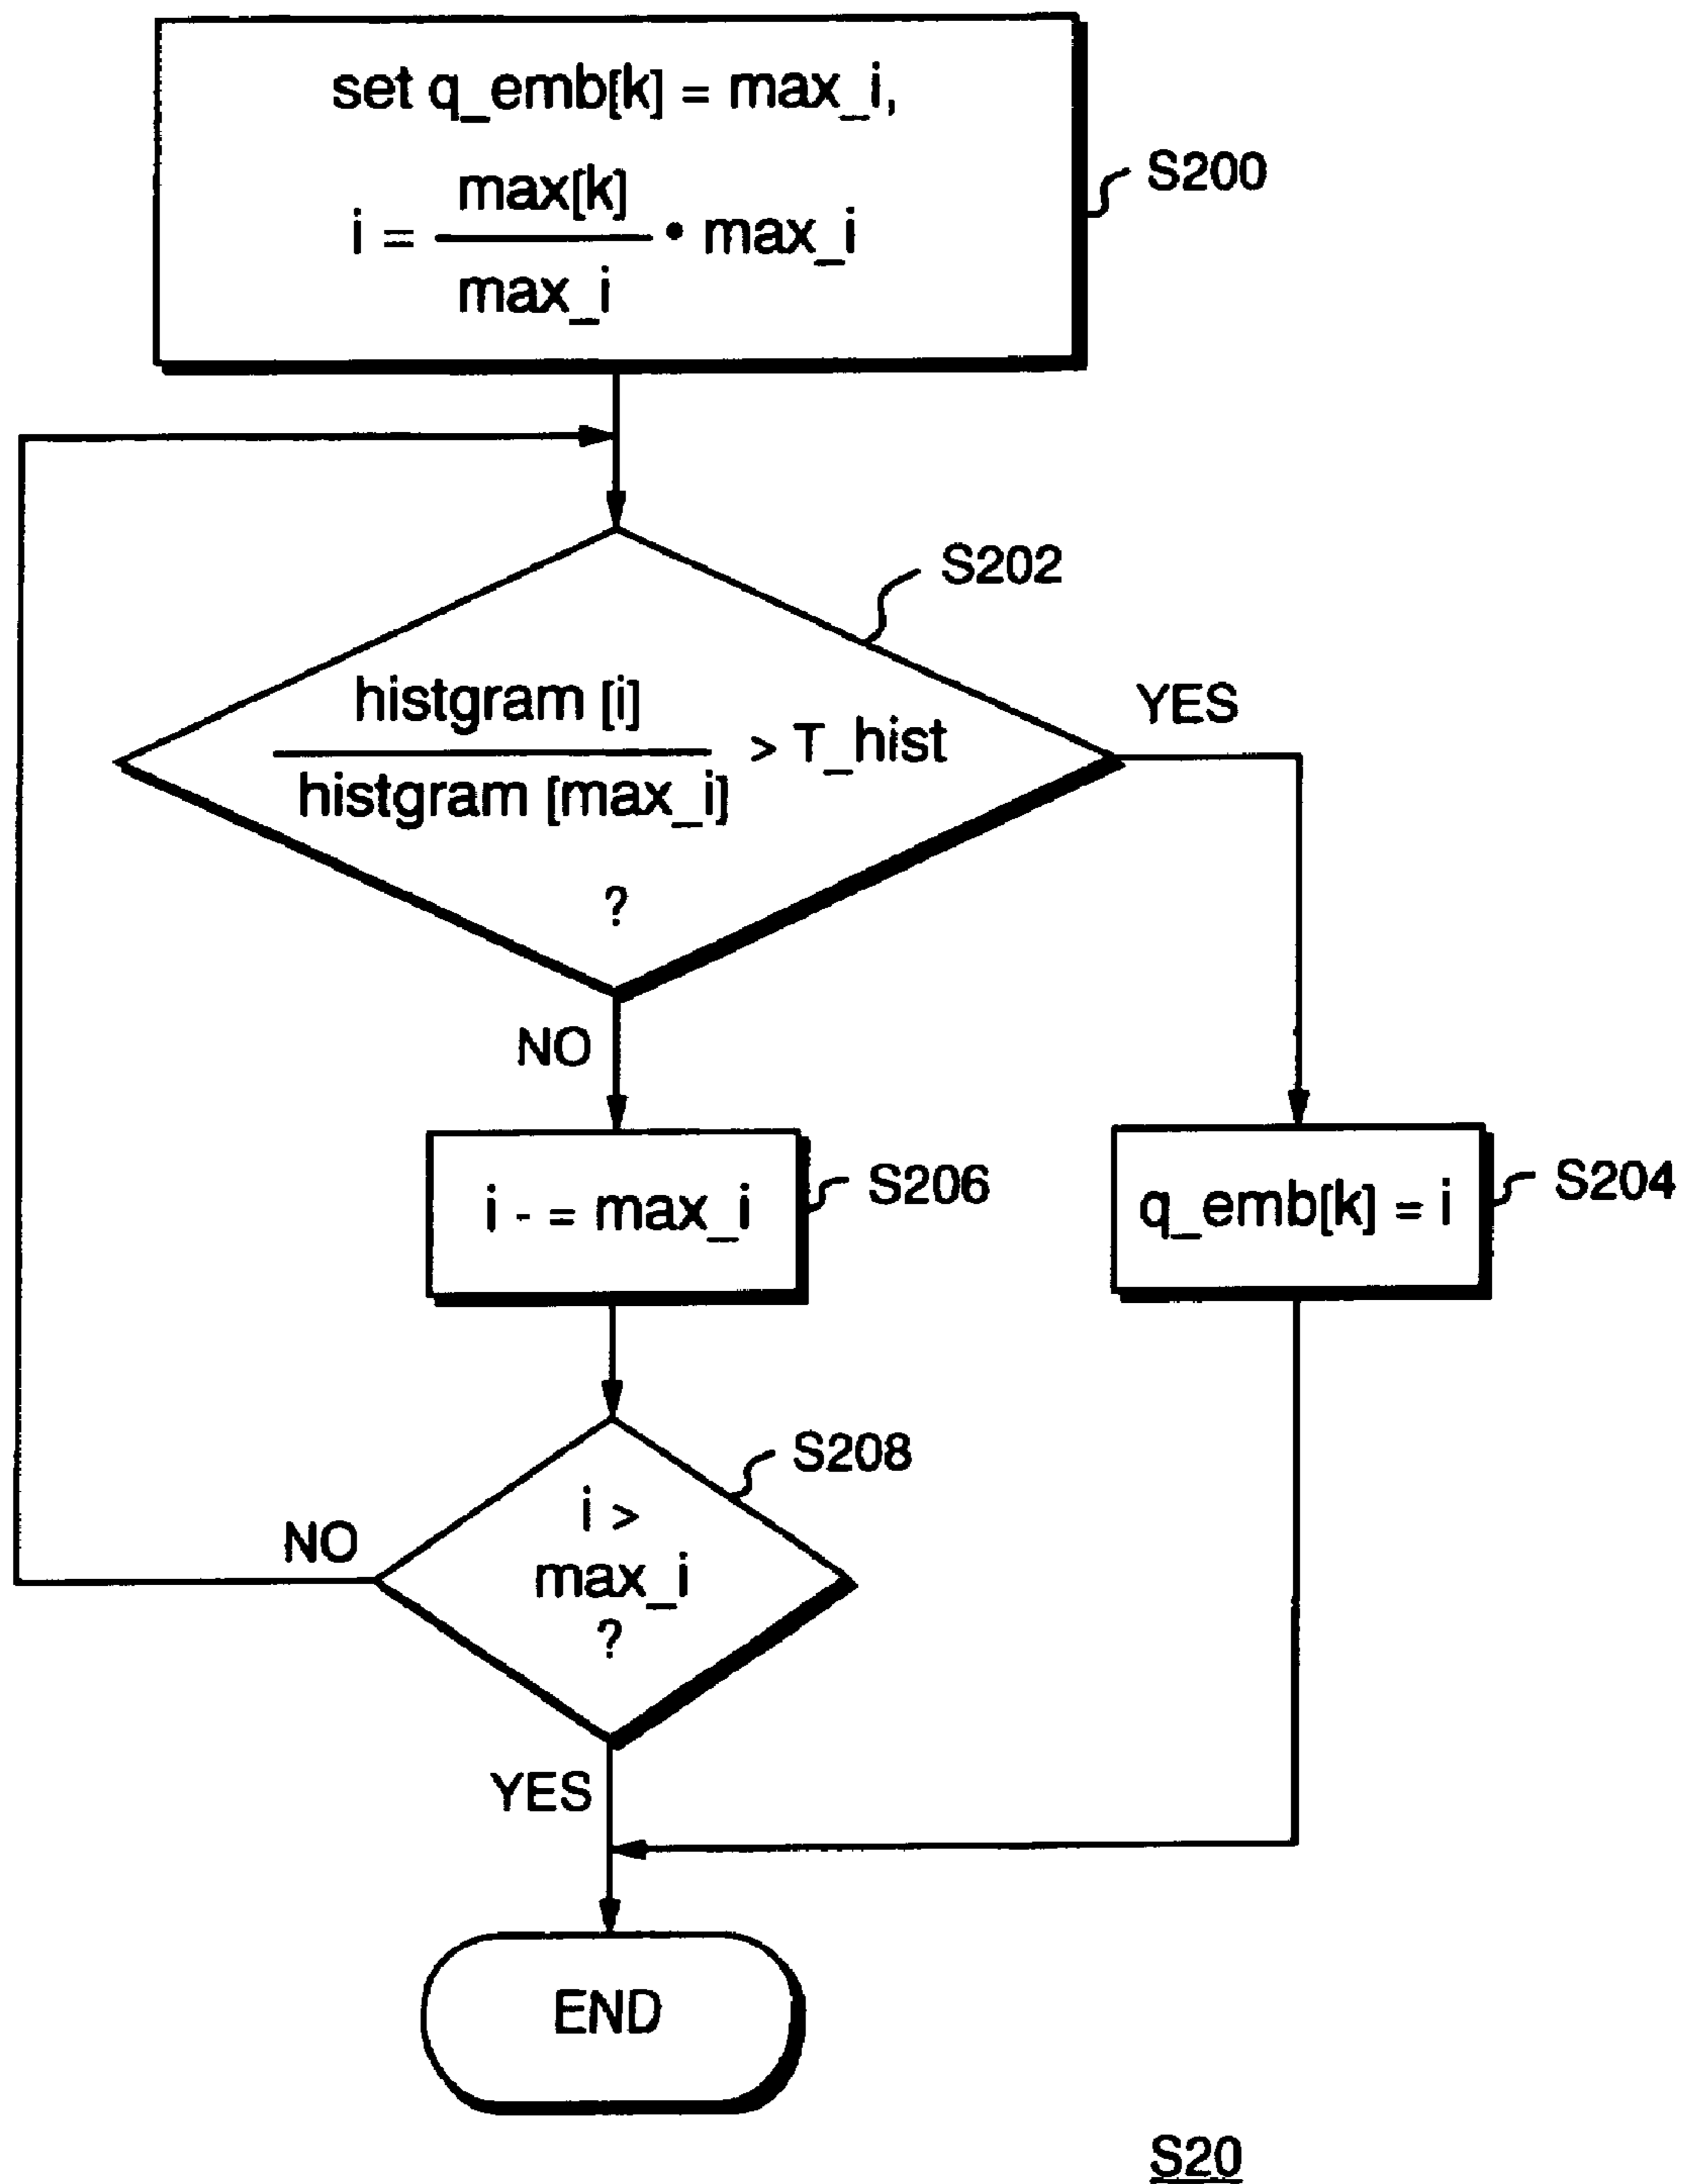 set q_emb[k] = max_i,
max[k]
i = ——— • max_i
max_i
S200
S202
histgram [i]
——— > T_hist
histgram [max_i]
?
YES
NO
i - = max_i
S206
q_emb[k] = i
S204
S208
i >
max_i
?
NO
YES
END
S20